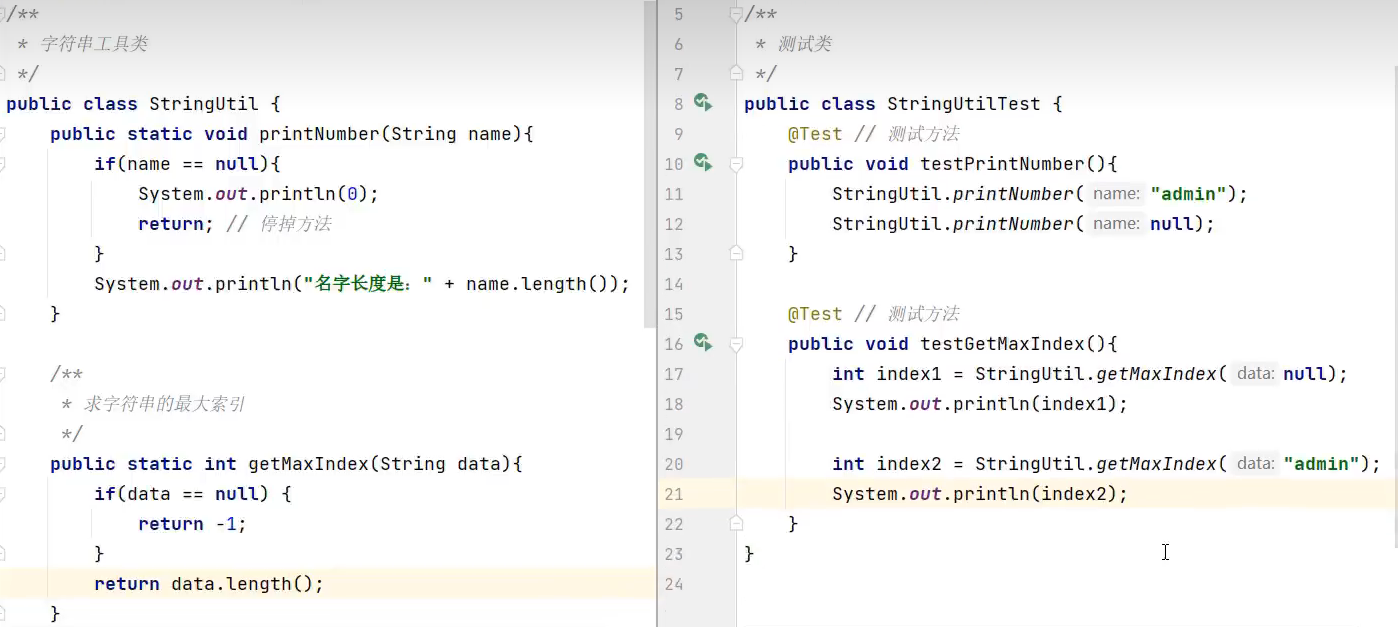 /**
* 字符串工具类
*/
public class StringUtil {
public static void printNumber(String name){
if(name == null){
System.out.println(0);
return; // 停掉方法
}
System.out.println("名字长度是：" + name.length());
}
/**
* 求字符串的最大索引
*/
public static int getMaxIndex(String data){
if(data == null) {
return -1;
}
return data.length();
}
5 /**
6 * 测试类
7 */
8 public class StringUtilTest {
9 @Test // 测试方法
10 public void testPrintNumber(){
11 StringUtil.printNumber( name: "admin");
12 StringUtil.printNumber( name: null);
13 }
14
15 @Test // 测试方法
16 public void testGetMaxIndex(){
17 int index1 = StringUtil.getMaxIndex( data: null);
18 System.out.println(index1);
19
20 int index2 = StringUtil.getMaxIndex( data: "admin");
21 System.out.println(index2);
22 }
23 }
24